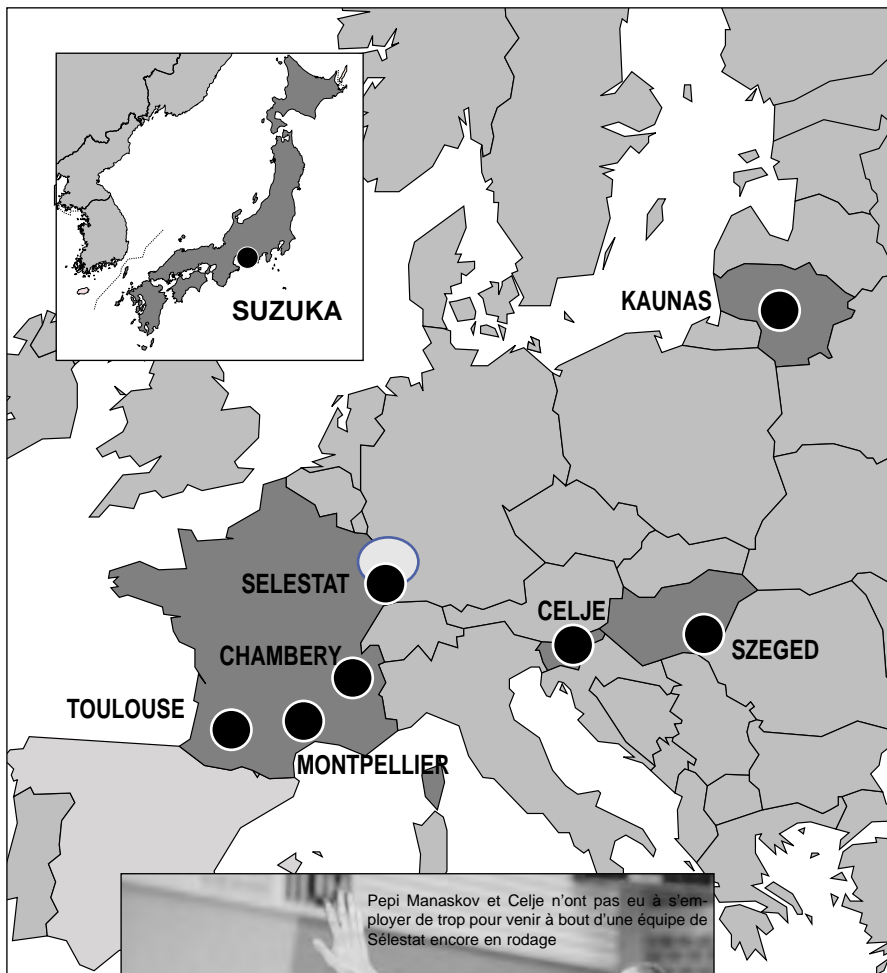 SUZUKA
KAUNAS
SELESTAT
CELJE
CHAMBERY
SZEGED
TOULOUSE
MONTPELLIER
Pepi Manaskov et Celje n'ont pas eu à s'em-
ployer de trop pour venir à bout d'une équipe de
Sélestat encore en rodage